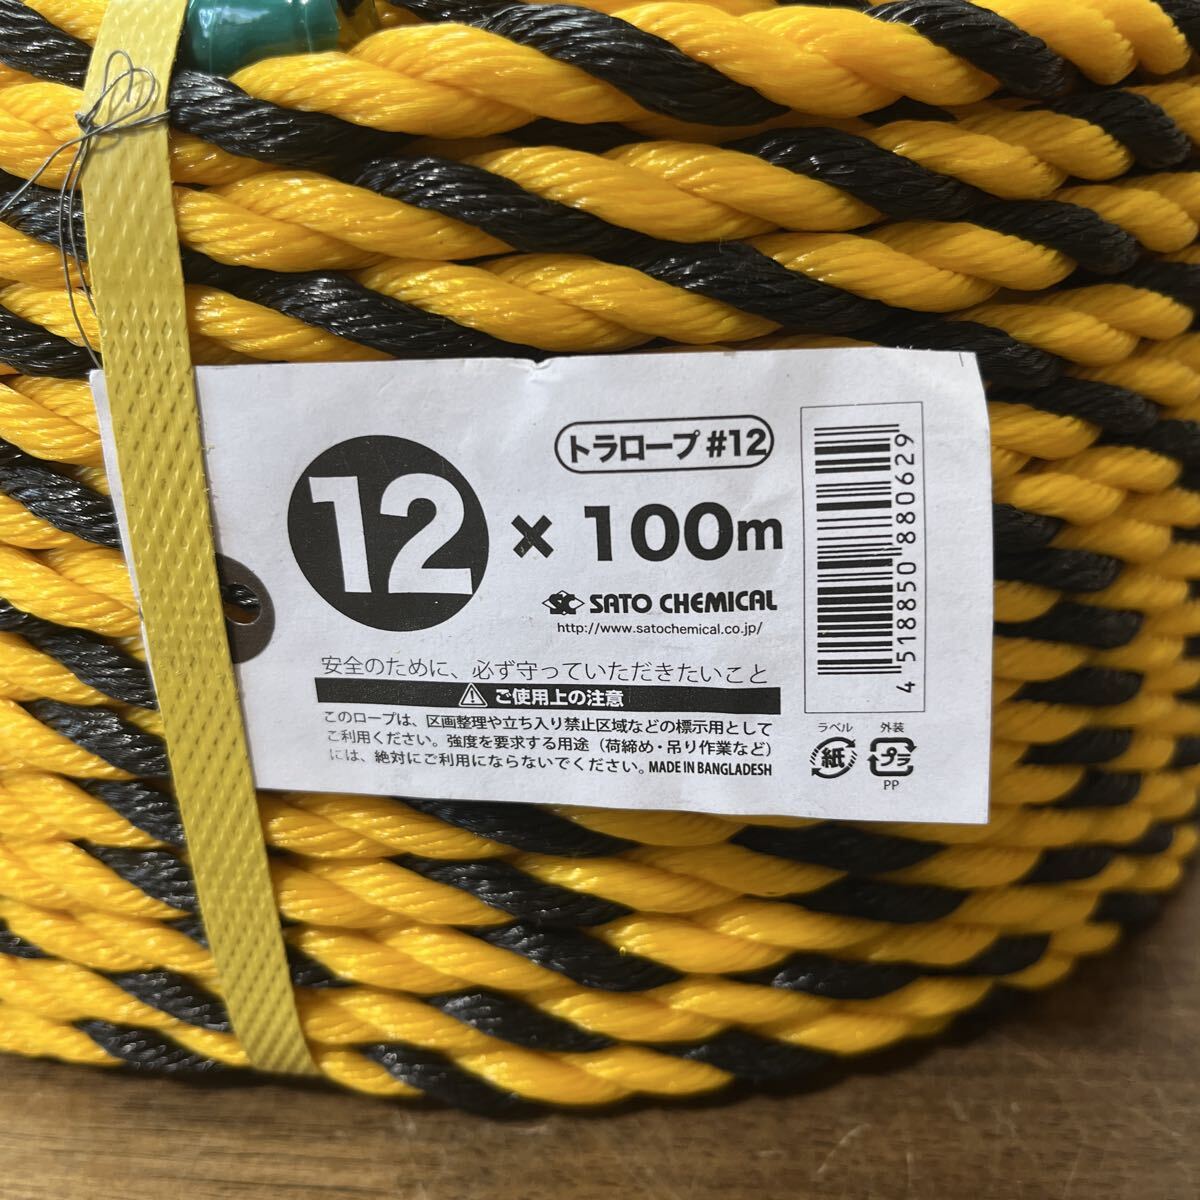 トラロープ #12
12 × 100m
SC SATO CHEMICAL
http://www.satochemical.co.jp/
安全のために、必ず守っていただきたいこと
ご使用上の注意
このロープは、区画整理や立ち入り禁止区域などの標示用として
ご利用ください。強度を要求する用途（荷締め・吊り作業など）
には、絶対にご利用にならないでください。MADE IN BANGLADESH
4 518850 880629
ラベル
紙
外装
プラ
PP